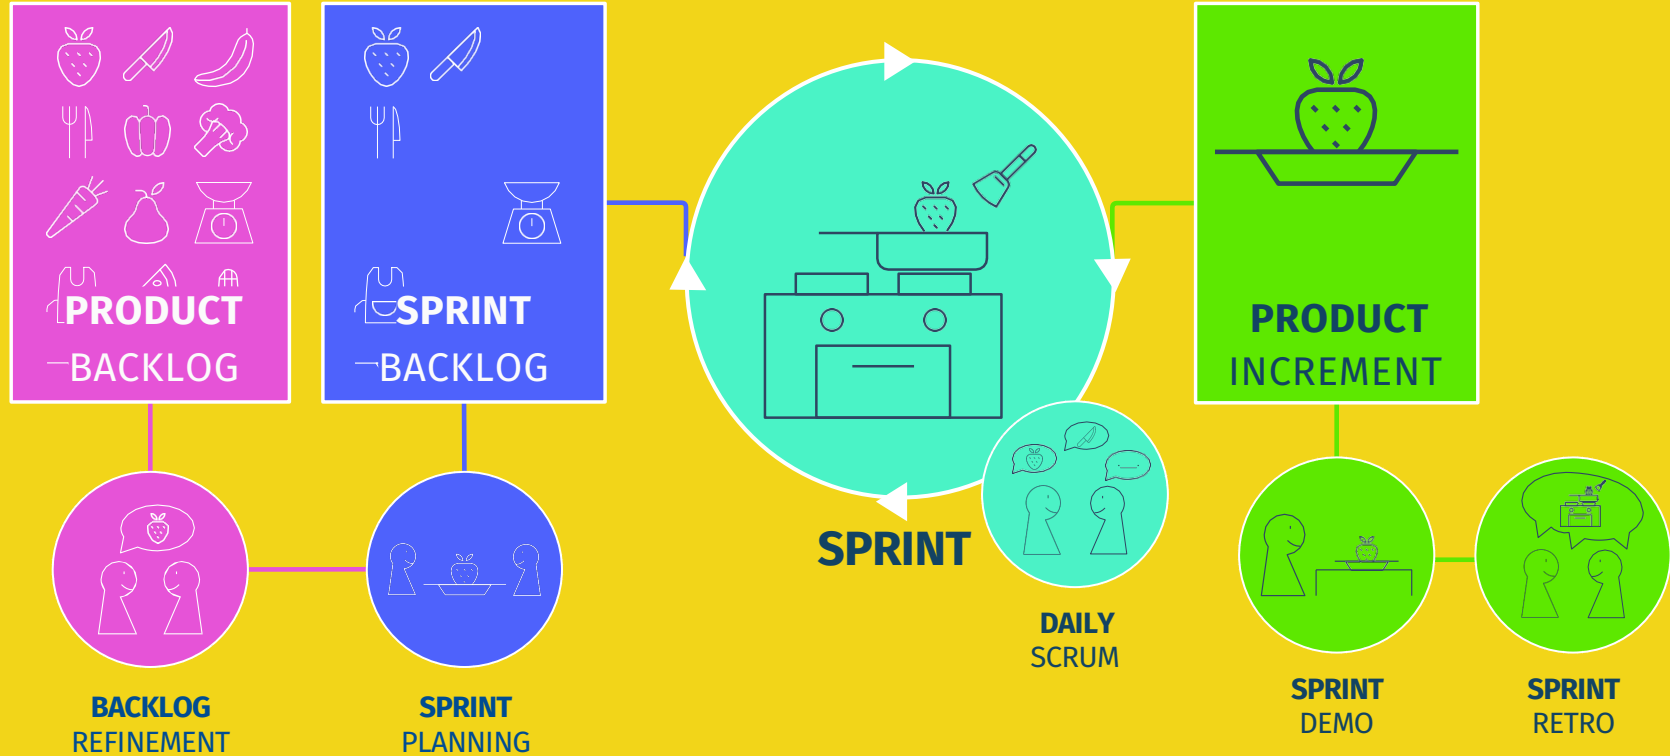 PRODUCT
BACKLOG
SPRINT
BACKLOG
PRODUCT
INCREMENT
SPRINT
DAILY
SCRUM
BACKLOG
REFINEMENT
SPRINT
PLANNING
SPRINT
DEMO
SPRINT
RETRO